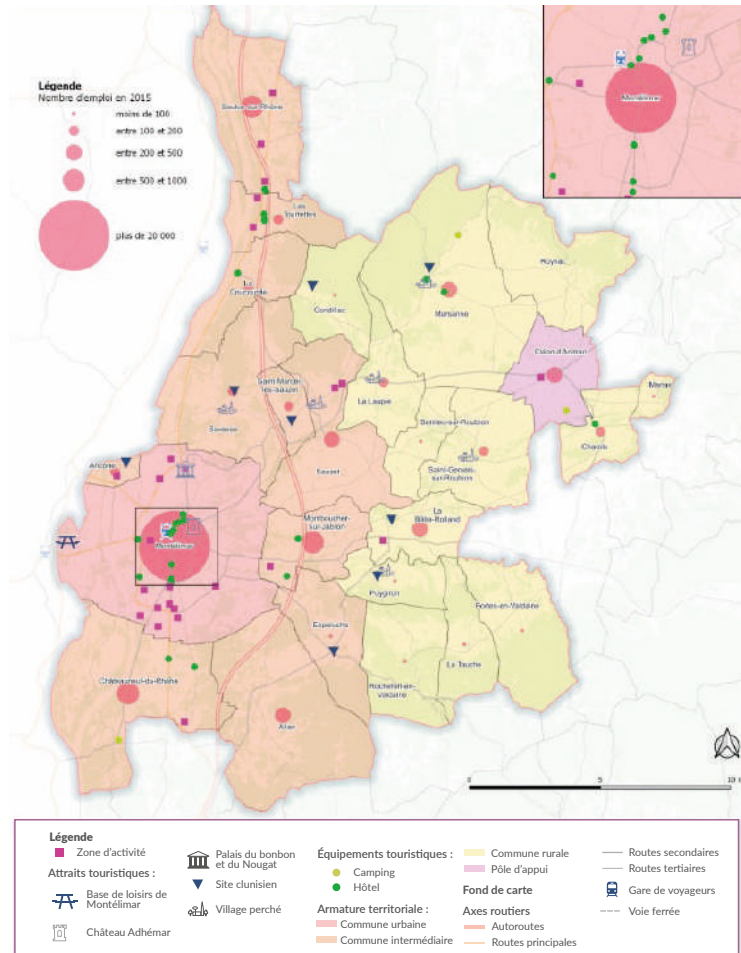 Légende
Nombre d'emploi en 2015
moins de 100
entre 100 et 200
entre 200 et 500
entre 500 et 1000
plus de 20 000
Montélimar
Saulce-sur-Rhône
Les Tourrettes
La Coucourde
Condillac
Marsanne
Roynac
Cléon d'Andran
Manas
Charols
Saint-Marcel-lès-Sauzet
Savasse
La Laupie
Bonlieu-sur-Roubion
Sauzet
Saint-Gervais-sur-Roubion
Ancône
Montélimar
Montboucher-sur-Jabron
La Bâtie-Rolland
Puygiron
Portes-en-Valdaine
Espeluche
La Touche
Rochefort-en-Valdaine
Châteauneuf-du-Rhône
Allan
0
5
10
Légende
Zone d'activité
Attraits touristiques :
Base de loisirs de
Montélimar
Château Adhémar
Palais du bonbon
et du Nougat
Site clunisien
Village perché
Équipements touristiques :
Camping
Hôtel
Armature territoriale :
Commune urbaine
Commune intermédiaire
Commune rurale
Pôle d'appui
Fond de carte
Axes routiers
Autoroutes
Routes principales
Routes secondaires
Routes tertiaires
Gare de voyageurs
Voie ferrée